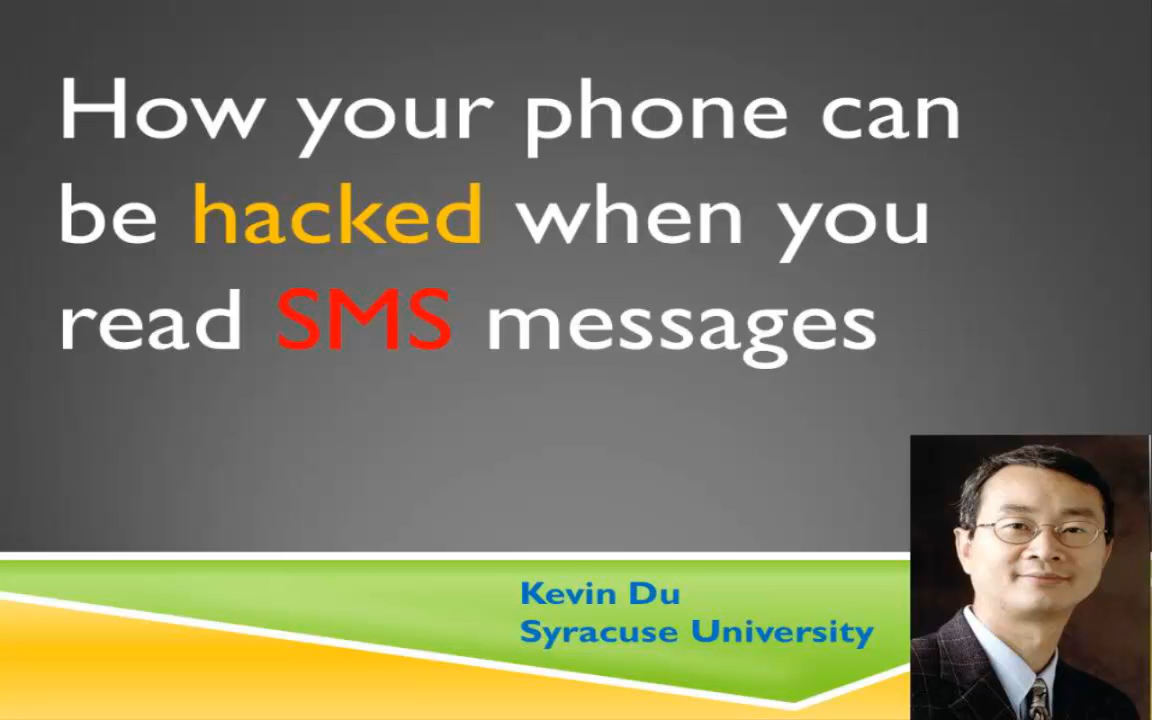 How your phone can
be hacked when you
read SMS messages
Kevin Du
Syracuse University